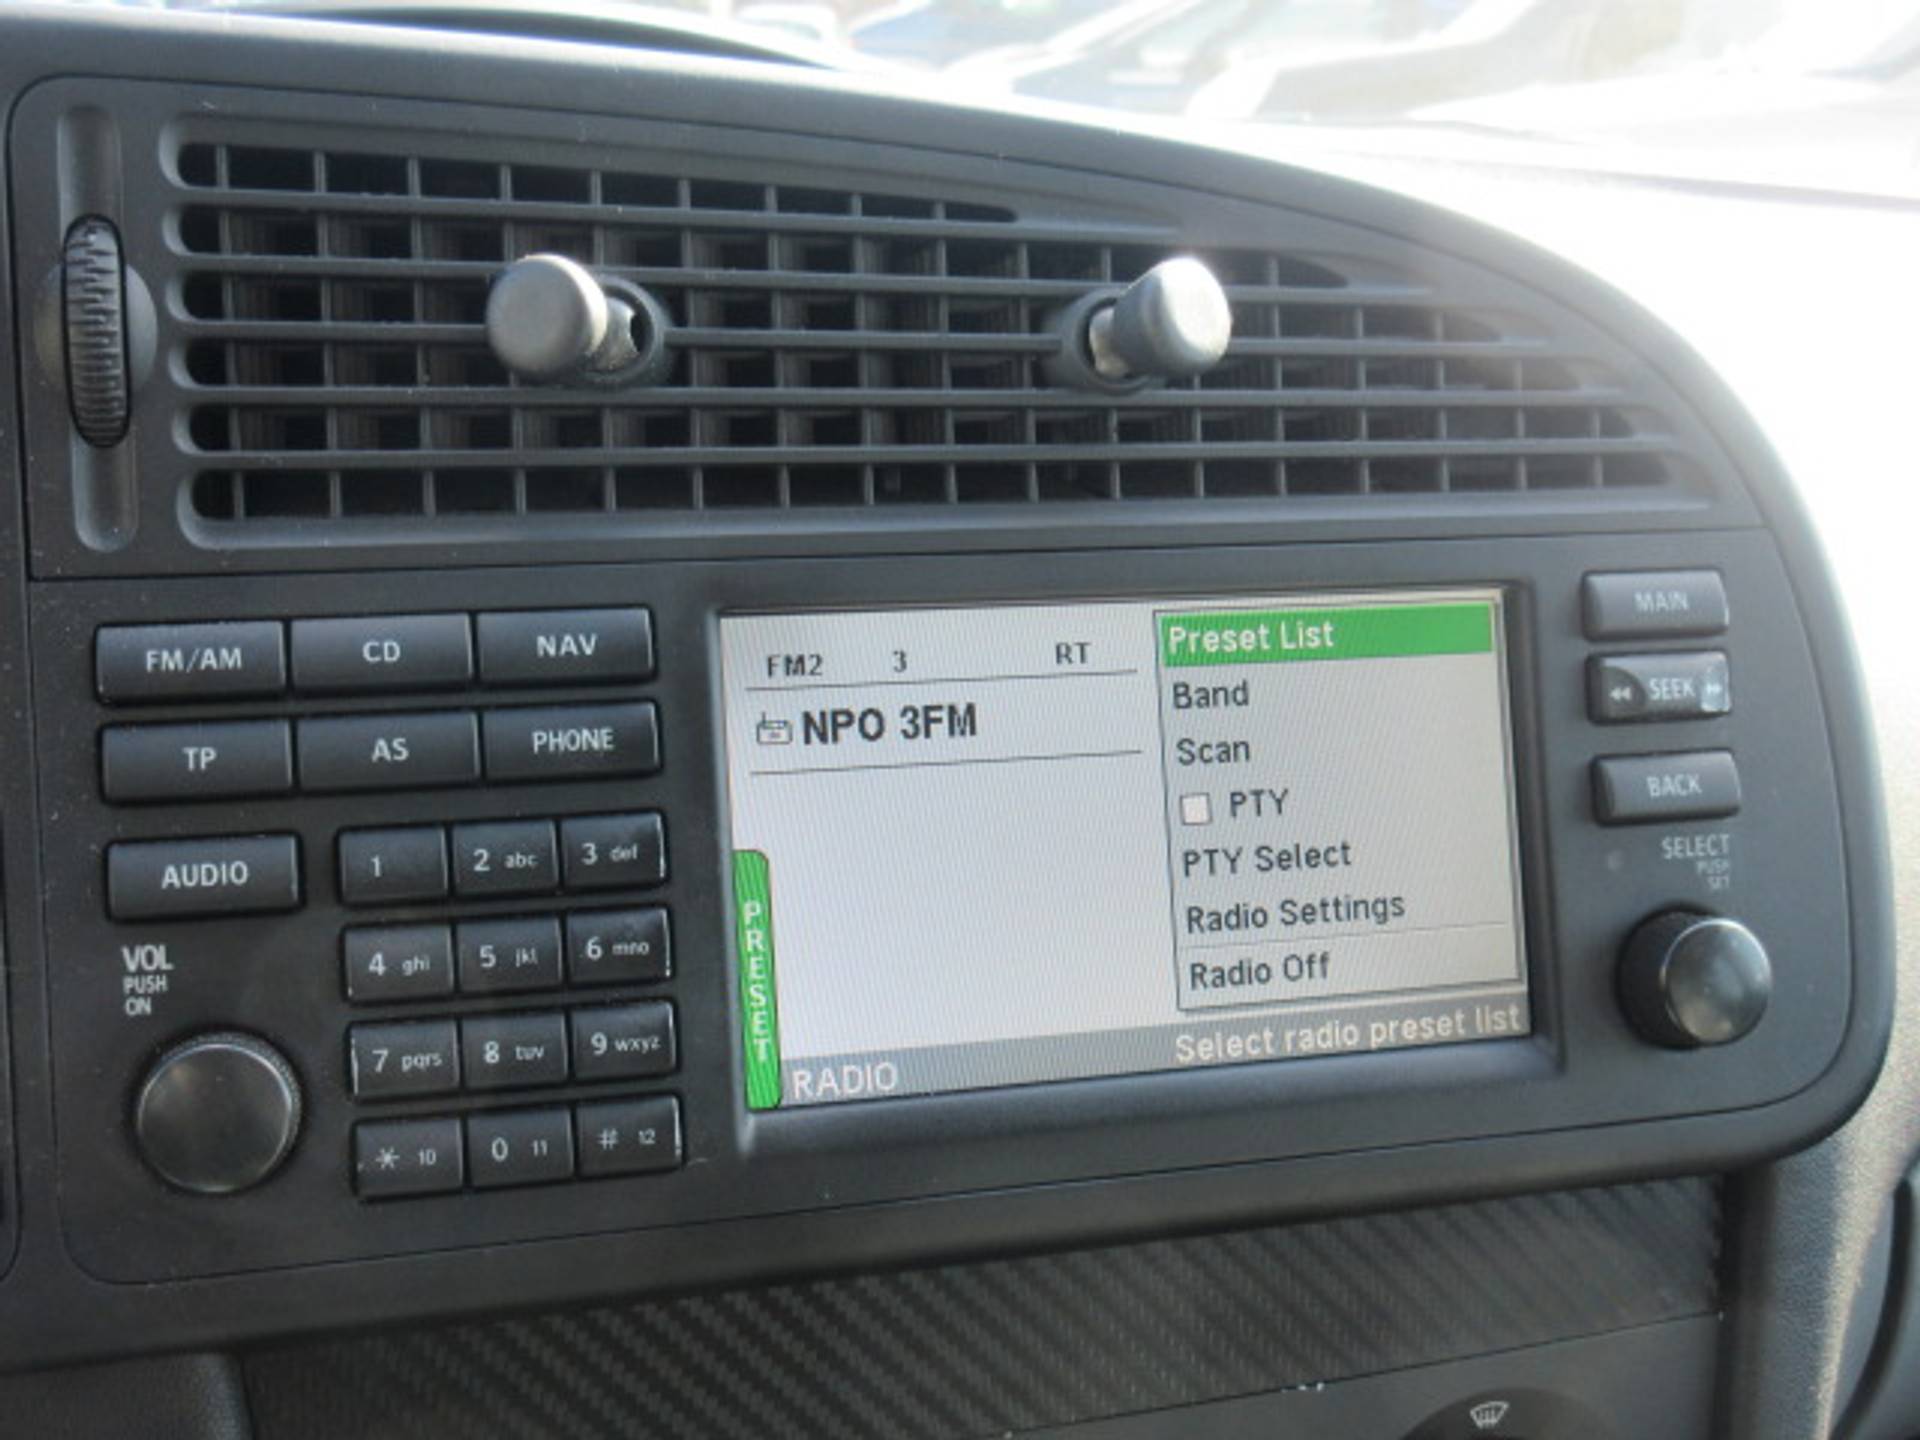 FM/AM CD NAV
TP AS PHONE
AUDIO
1 2 abc 3 def
4 ghi 5 jkl 6 mno
7 pqrs 8 tuv 9 wxyz
* 10 0 11 # 12
VOL
PUSH
ON
FM2 3 RT
NPO 3FM
PRESET
RADIO
Preset List
Band
Scan
PTY
PTY Select
Radio Settings
Radio Off
Select radio preset list
MAIN
SEEK
BACK
SELECT
PUSH
SET